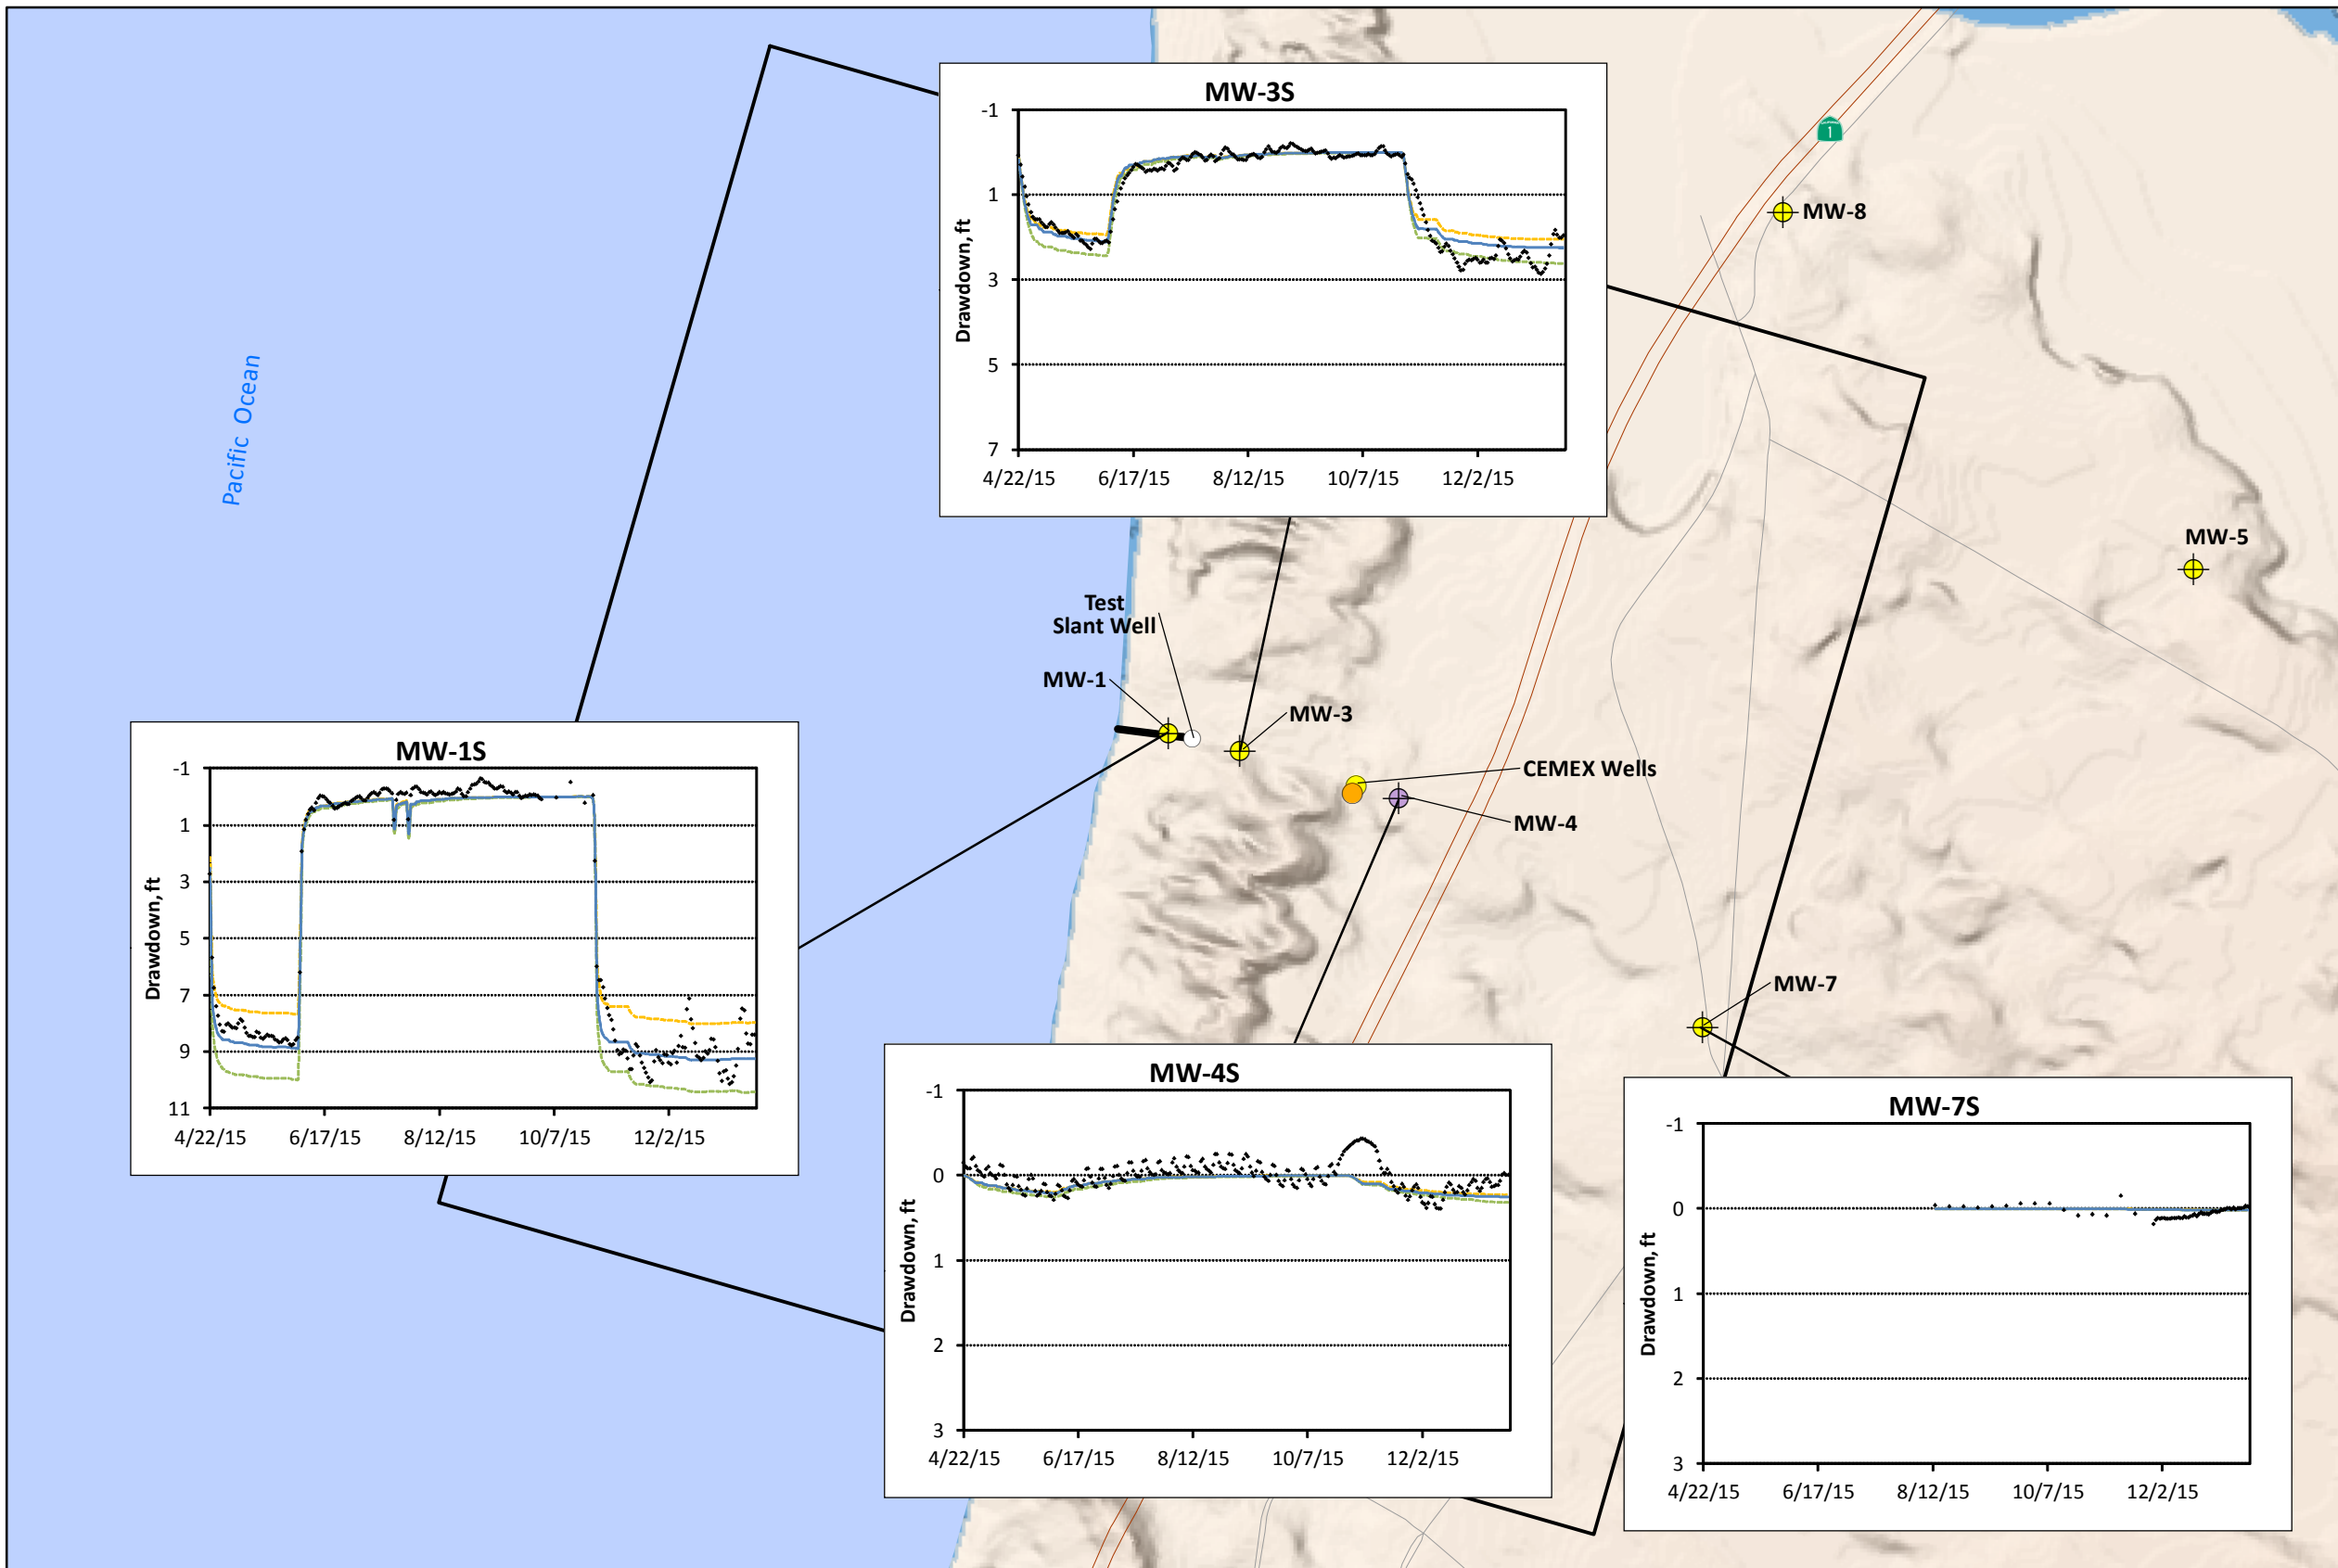 MW-3S
-1
1
3
5
7
Drawdown, ft
4/22/15 6/17/15 8/12/15 10/7/15 12/2/15
1
MW-8
MW-5
Pacific Ocean
Test
Slant Well
MW-1
MW-3
CEMEX Wells
MW-4
MW-7
MW-1S
-1
1
3
5
7
9
11
Drawdown, ft
4/22/15 6/17/15 8/12/15 10/7/15 12/2/15
MW-4S
-1
0
1
2
3
Drawdown, ft
4/22/15 6/17/15 8/12/15 10/7/15 12/2/15
MW-7S
-1
0
1
2
3
Drawdown, ft
4/22/15 6/17/15 8/12/15 10/7/15 12/2/15